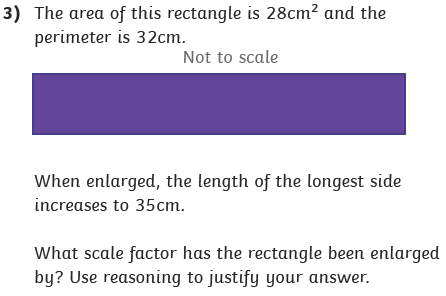 3) The area of this rectangle is 28cm² and the
perimeter is 32cm.
Not to scale
When enlarged, the length of the longest side
increases to 35cm.
What scale factor has the rectangle been enlarged
by? Use reasoning to justify your answer.